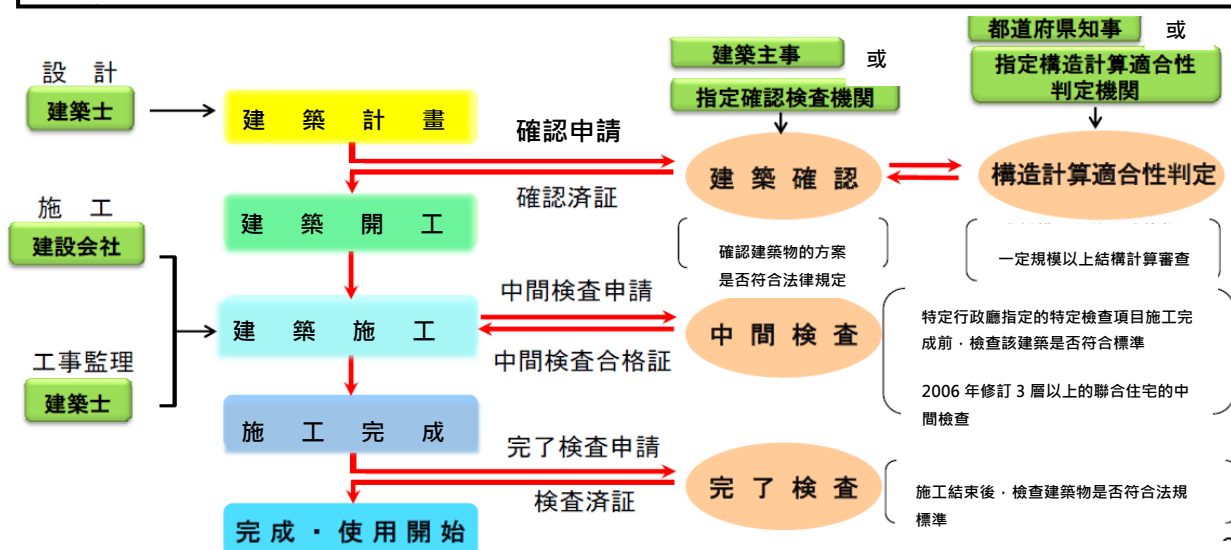 都道府県知事 或
指定構造計算適合性
判定機関
建築主事 或
指定確認検査機関
設 計
建築士
建 築 計 畫
確認申請
確認済証
建 築 確 認
構造計算適合性判定
施 工
建設会社
建 築 開 工
確認建築物的方案
是否符合法律規定
一定規模以上結構計算審查
建 築 施 工
中間検査申請
中間検査合格証
中 間 検 査
特定行政廳指定的特定檢查項目施工完
成前，檢查該建築是否符合標準
2006 年修訂 3 層以上的聯合住宅的中
間檢查
工事監理
建築士
施 工 完 成
完了検査申請
検査済証
完 了 検 査
施工結束後，檢查建築物是否符合法規
標準
完成・使用開始